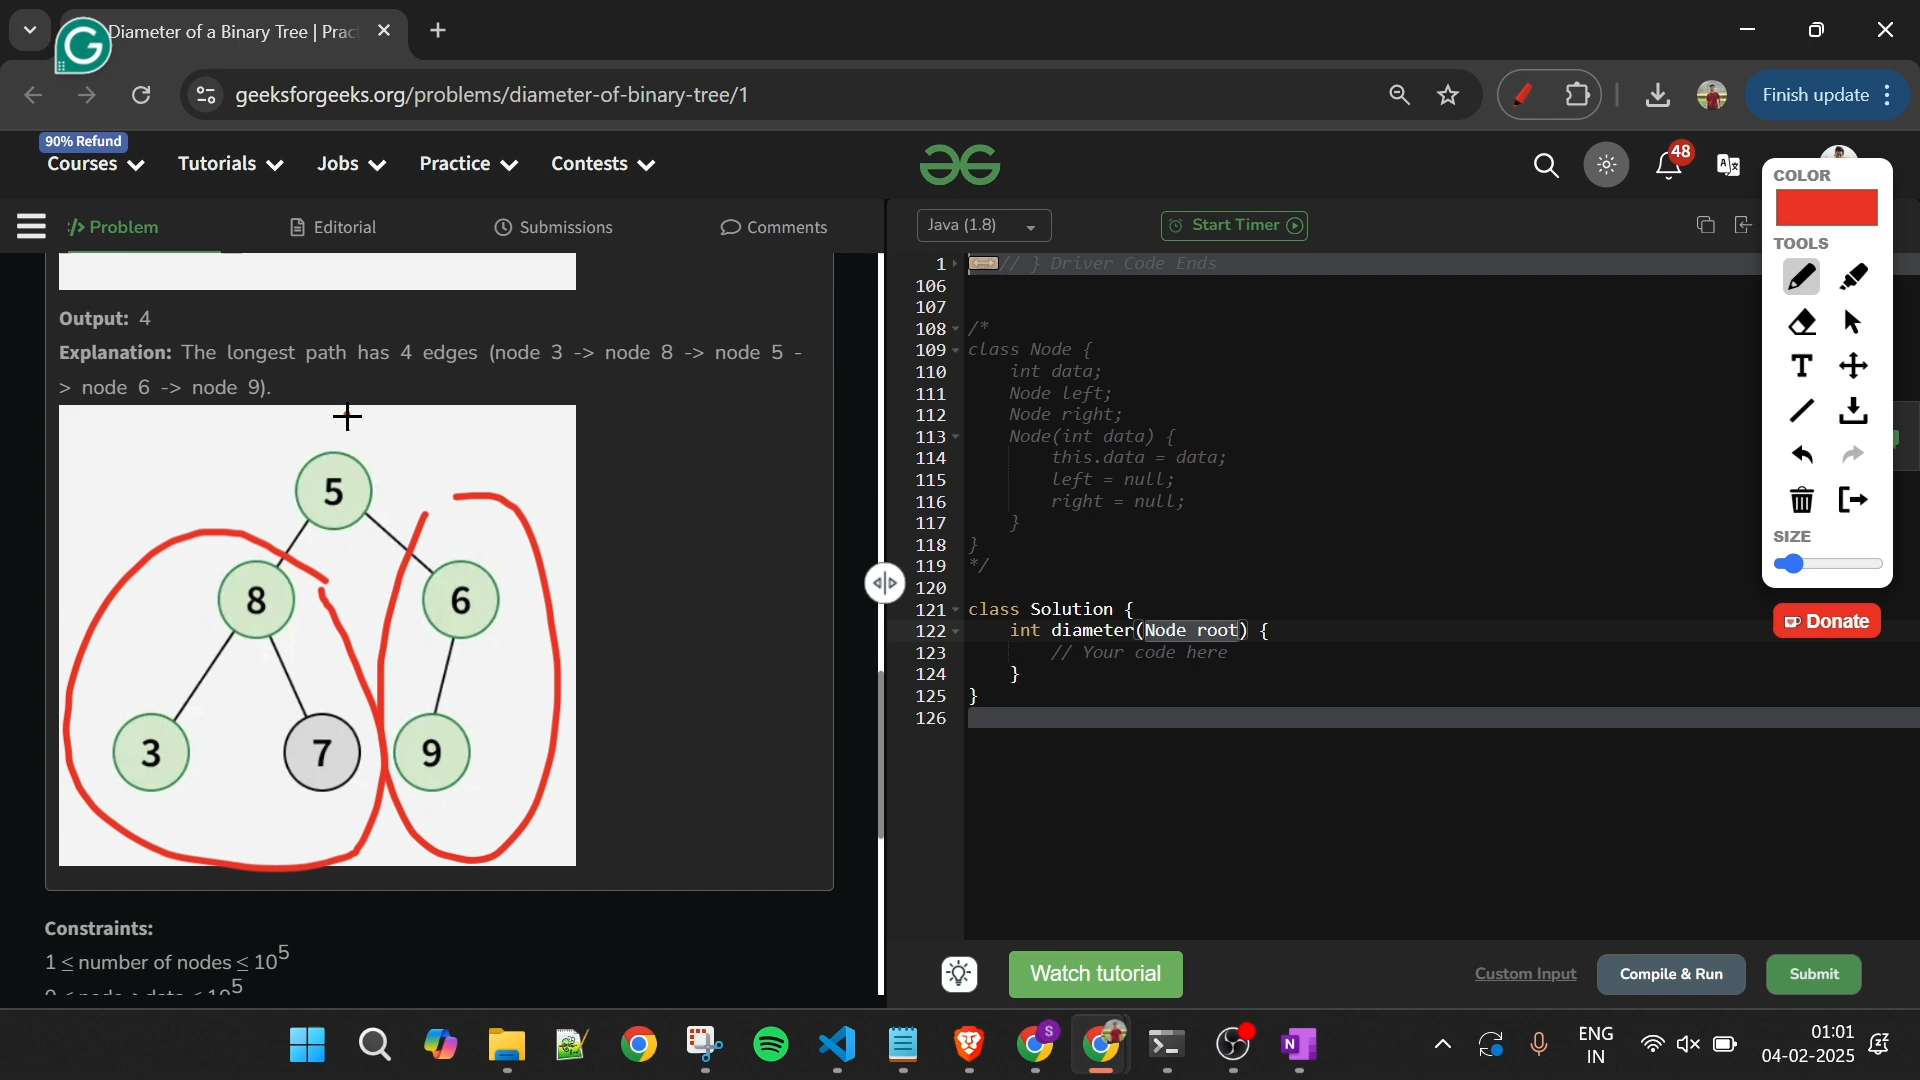 Diameter of a Binary Tree | Prac
geeksforgeeks.org/problems/diameter-of-binary-tree/1
Finish update
90% Refund
Courses
Tutorials
Jobs
Practice
Contests
48
Problem
Editorial
Submissions
Comments
Java (1.8)
Start Timer
Output: 4
Explanation: The longest path has 4 edges (node 3 -> node 8 -> node 5 -
> node 6 -> node 9).
5
8
6
3
7
9
Constraints:
1 ≤ number of nodes ≤ 10^5
1 // } Driver Code Ends
106
107
108 /*
109 class Node {
110 int data;
111 Node left;
112 Node right;
113 Node(int data) {
114 this.data = data;
115 left = null;
116 right = null;
117 }
118 }
119 */
120
121 class Solution {
122 int diameter(Node root) {
123 // Your code here
124 }
125 }
126
Watch tutorial
Custom Input
Compile & Run
Submit
COLOR
TOOLS
T
SIZE
Donate
ENG
IN
01:01
04-02-2025